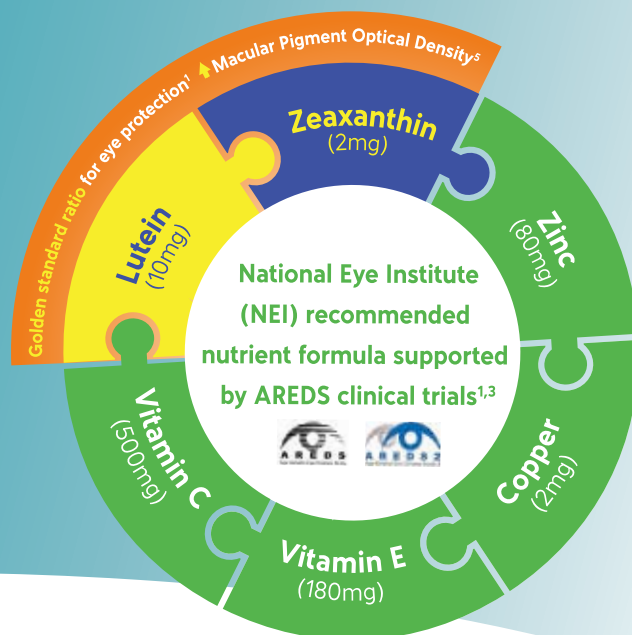 Golden standard ratio for eye protection¹ ↑ Macular Pigment Optical Density⁵
Zeaxanthin
(2mg)
Lutein
(10mg)
Zinc
(80mg)
National Eye Institute
(NEI) recommended
nutrient formula supported
by AREDS clinical trials¹,³
AREDS
AREDS2
Copper
(2mg)
Vitamin C
(500mg)
Vitamin E
(180mg)